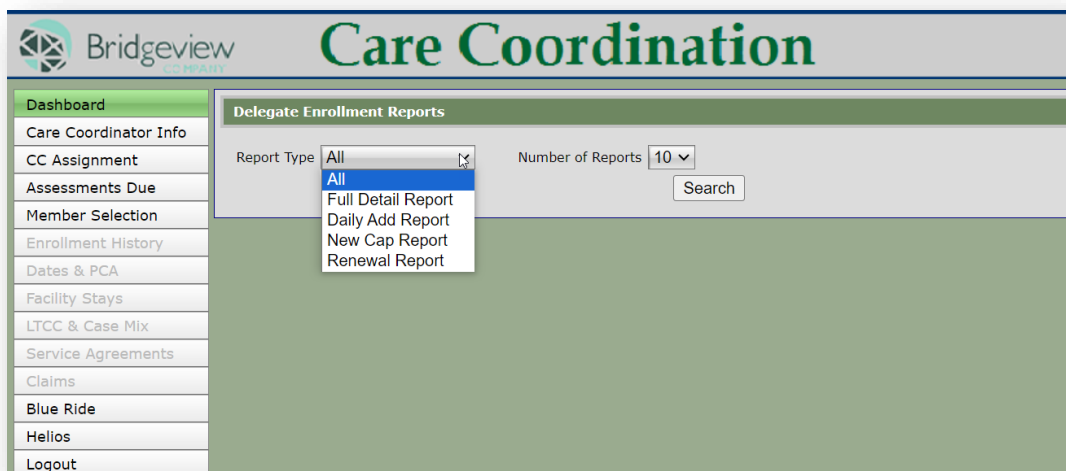 Bridgeview
COMPANY
Care Coordination
Dashboard
Care Coordinator Info
CC Assignment
Assessments Due
Member Selection
Enrollment History
Dates & PCA
Facility Stays
LTCC & Case Mix
Service Agreements
Claims
Blue Ride
Helios
Logout
Delegate Enrollment Reports
Report Type All Number of Reports 10
All
Full Detail Report
Daily Add Report
New Cap Report
Renewal Report
Search